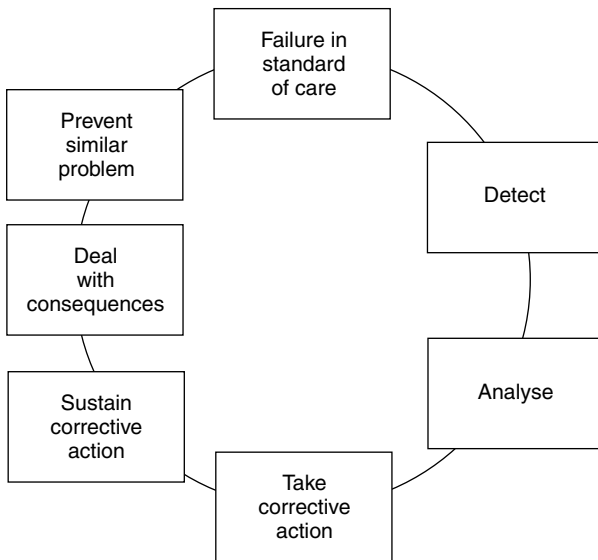 Failure in
standard
of care
Detect
Analyse
Take
corrective
action
Sustain
corrective
action
Deal
with
consequences
Prevent
similar
problem